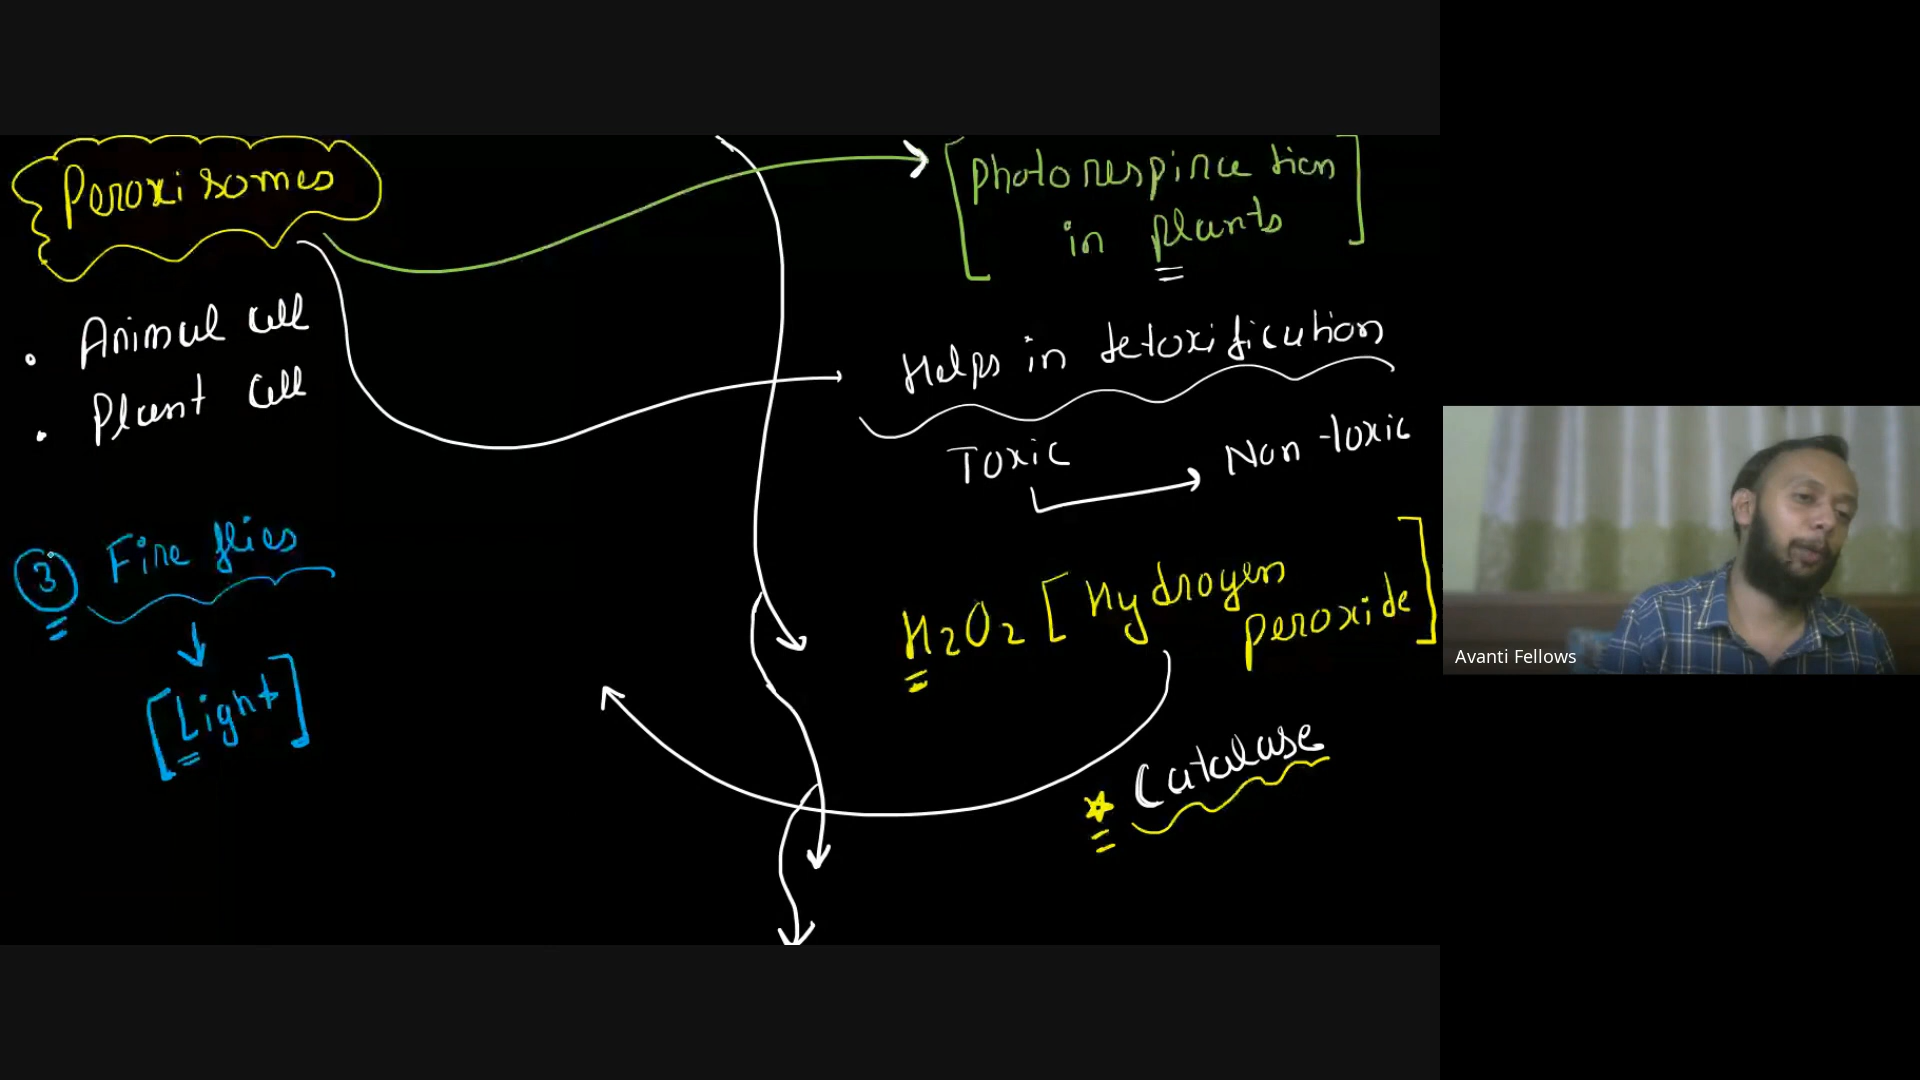 Peroxisomes
Photorespiration
in plants
• Animal cell
• Plant cell
Helps in detoxification
Toxic
Non-toxic
3 Fire flies
[Light]
H2O2 [Hydrogen
peroxide]
Catalase
Avanti Fellows